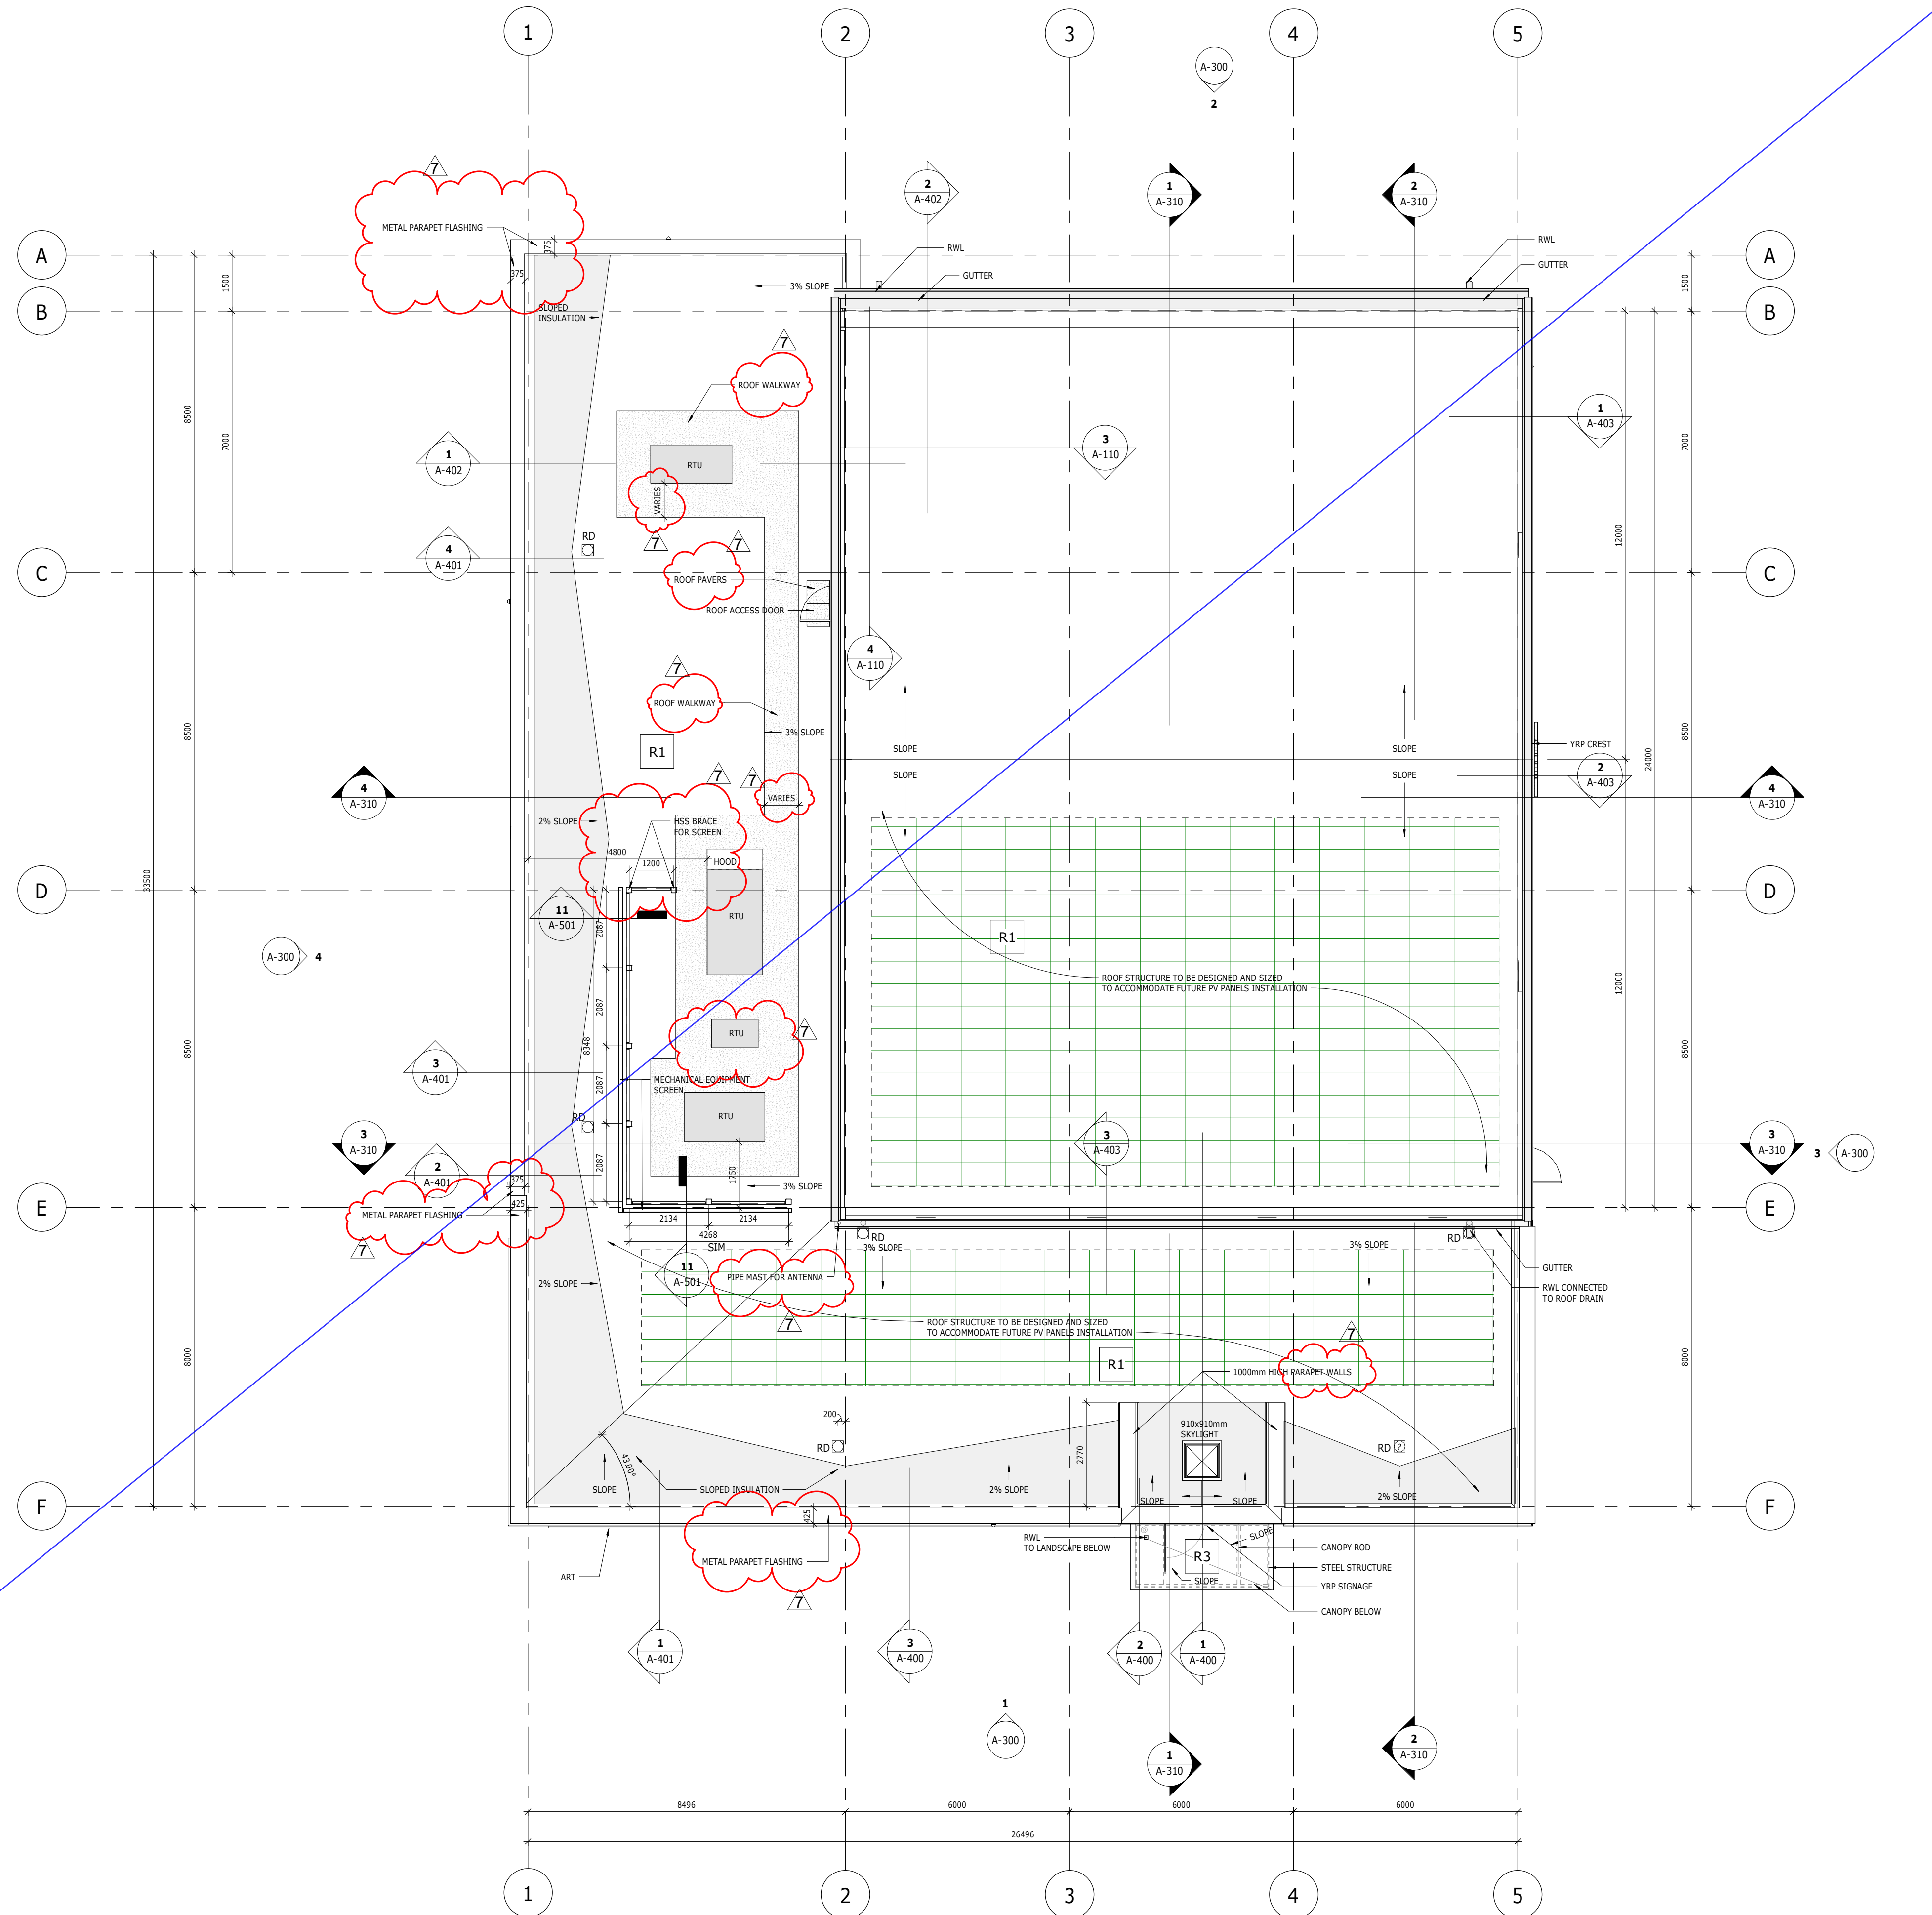 1
2
3
4
5
A-300
2
7
2
A-402
1
A-310
2
A-310
METAL PARAPET FLASHING
375
375
RWL
GUTTER
RWL
GUTTER
A
A
1500
1500
3% SLOPE
B
B
SLOPED
INSULATION
7
ROOF WALKWAY
8500
7000
1
A-403
1
A-402
RTU
3
A-110
7000
VARIES
7
7
RD
4
A-401
12000
C
C
ROOF PAVERS
ROOF ACCESS DOOR
4
A-110
7
ROOF WALKWAY
8500
3% SLOPE
R1
SLOPE
SLOPE
YRP CREST
8500
24000
7
7
SLOPE
SLOPE
2
A-403
4
A-310
VARIES
4
A-310
2% SLOPE
HSS BRACE
FOR SCREEN
4800
1200
HOOD
33500
D
D
11
A-501
RTU
2087
R1
A-300
4
ROOF STRUCTURE TO BE DESIGNED AND SIZED
TO ACCOMMODATE FUTURE PV PANELS INSTALLATION
12000
2087
RTU
7
8500
8348
8500
3
A-401
MECHANICAL EQUIPMENT
SCREEN
2087
RD
RTU
3
A-310
3
A-403
3
A-310
3
A-300
2
A-401
2087
1750
375
3% SLOPE
425
E
E
METAL PARAPET FLASHING
7
2134
2134
4268
SIM
RD
3% SLOPE
RD
3% SLOPE
GUTTER
11
A-501
PIPE MAST FOR ANTENNA
2% SLOPE
RWL CONNECTED
TO ROOF DRAIN
7
ROOF STRUCTURE TO BE DESIGNED AND SIZED
TO ACCOMMODATE FUTURE PV PANELS INSTALLATION
7
8000
8000
R1
1000mm HIGH PARAPET WALLS
200
910x910mm
SKYLIGHT
RD
2770
RD
?
43.00°
SLOPE
SLOPED INSULATION
2% SLOPE
SLOPE
SLOPE
2% SLOPE
F
F
425
RWL
TO LANDSCAPE BELOW
SLOPE
CANOPY ROD
METAL PARAPET FLASHING
R3
STEEL STRUCTURE
ART
SLOPE
YRP SIGNAGE
7
CANOPY BELOW
1
A-401
3
A-400
2
A-400
1
A-400
1
A-300
1
A-310
2
A-310
8496
6000
6000
6000
26496
1
2
3
4
5